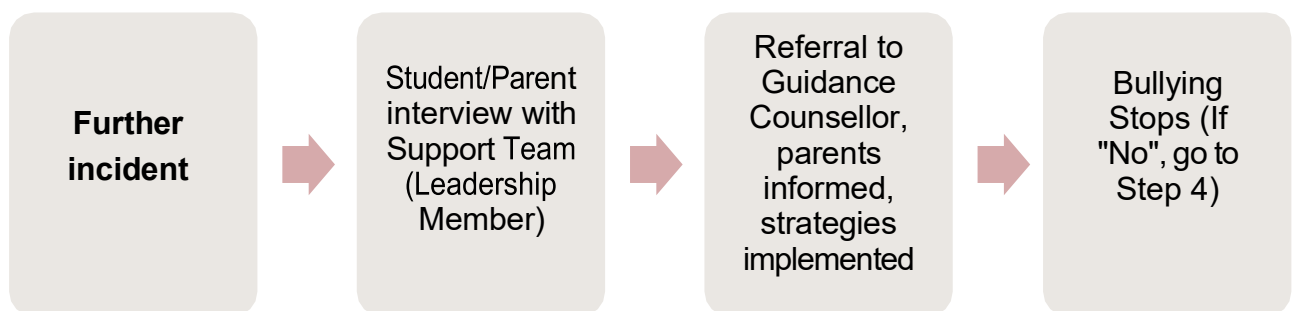 Further
incident
Student/Parent
interview with
Support Team
(Leadership
Member)
Referral to
Guidance
Counsellor,
parents
informed,
strategies
implemented
Bullying
Stops (If
"No", go to
Step 4)